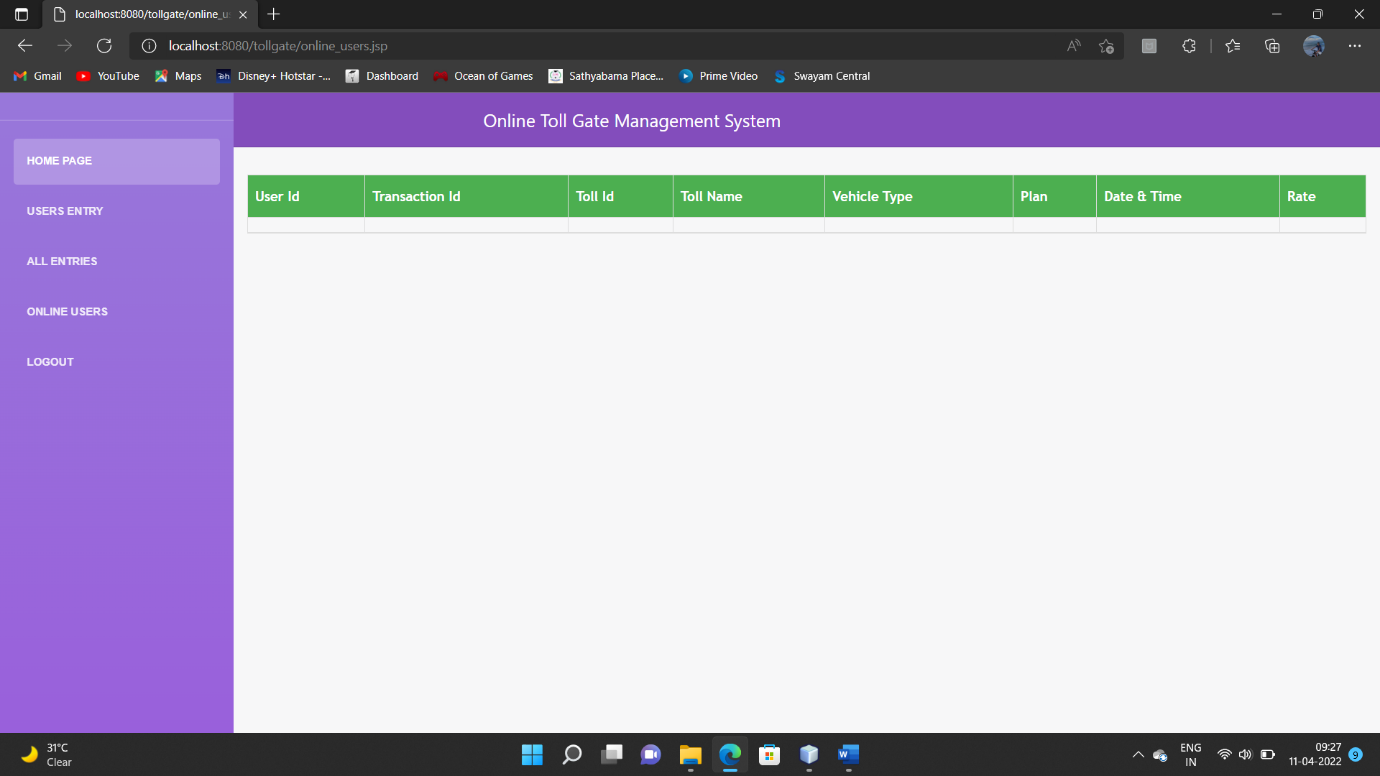 localhost:8080/tollgate/online_us
localhost:8080/tollgate/online_users.jsp
Gmail
YouTube
Maps
Disney+ Hotstar -...
Dashboard
Ocean of Games
Sathyabama Place...
Prime Video
Swayam Central
Online Toll Gate Management System
HOME PAGE
USERS ENTRY
ALL ENTRIES
ONLINE USERS
LOGOUT
User Id Transaction Id Toll Id Toll Name Vehicle Type Plan Date & Time Rate
31°C
Clear
ENG
IN
09:27
11-04-2022
9